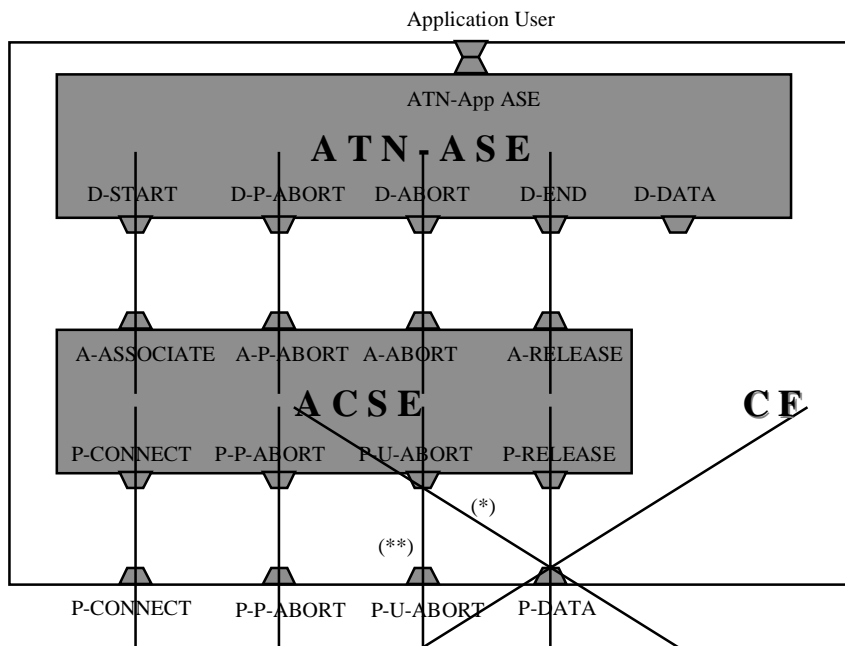 Application User
ATN-App ASE
ATN-ASE
D-START D-P-ABORT D-ABORT D-END D-DATA
A-ASSOCIATE A-P-ABORT A-ABORT A-RELEASE
ACSE CF
P-CONNECT P-P-ABORT P-U-ABORT P-RELEASE
(*)
(**)
P-CONNECT P-P-ABORT P-U-ABORT P-DATA